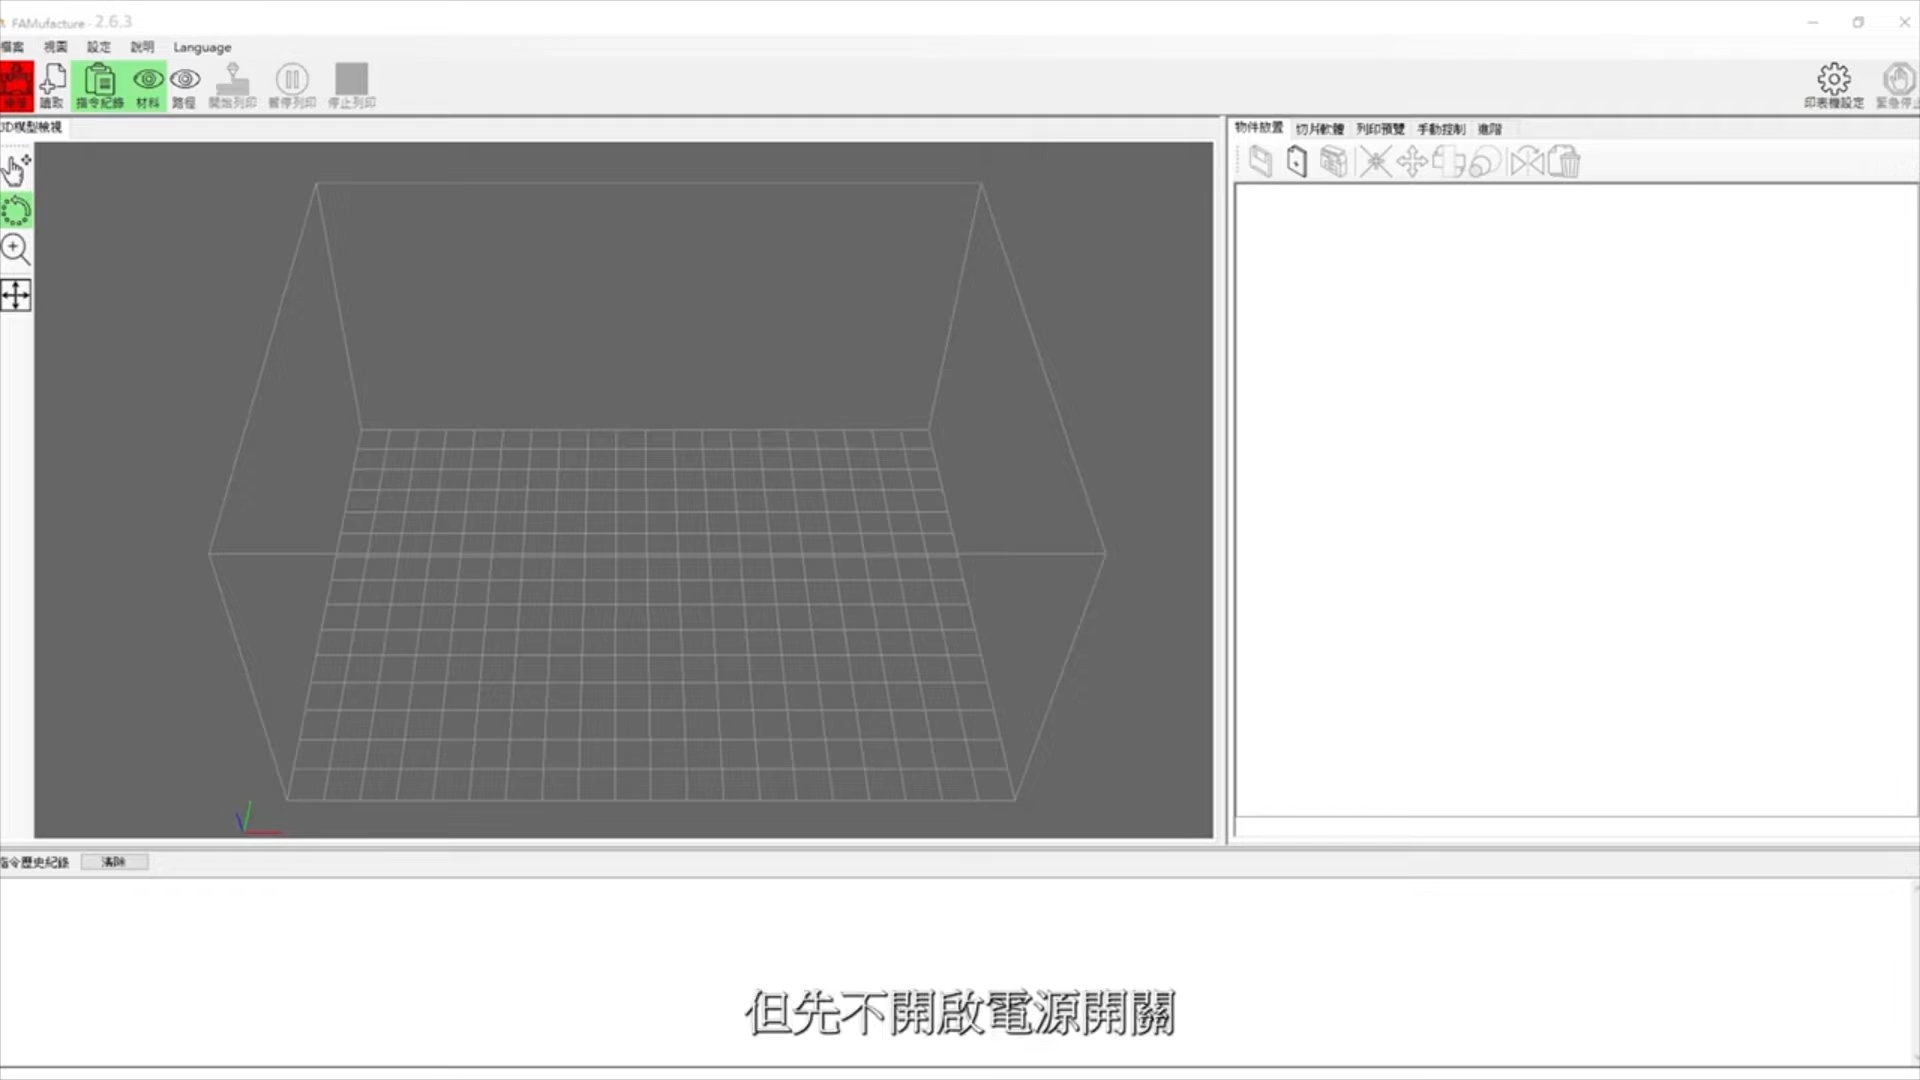 FAMufacture - 2.6.3
檔案 視圖 設定 說明 Language
讀取 指令紀錄 材料 路徑 開始列印 暫停列印 停止列印 印表機設定 緊急停止
3D模型檢視
物件放置 切片軟體 列印預覽 手動控制 進階
指令歷史紀錄 清除
但先不開啟電源開關